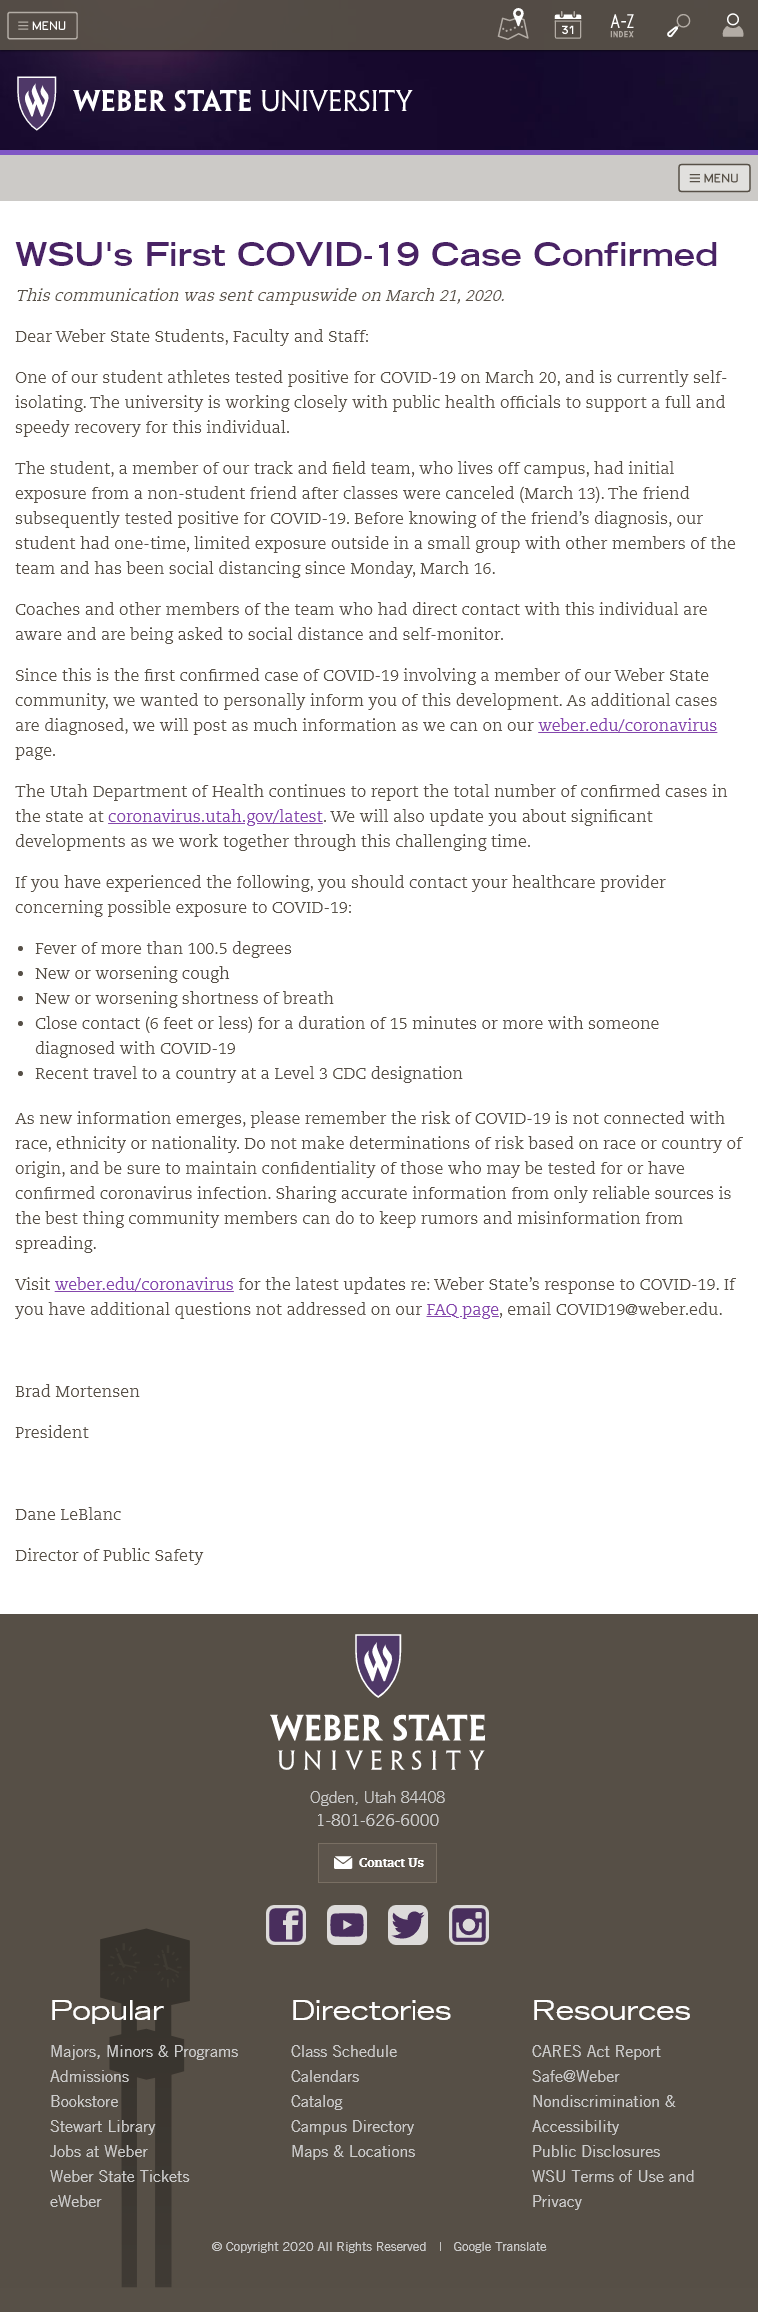 MENU
31
A-Z
INDEX
WEBER STATE UNIVERSITY
MENU
WSU's First COVID-19 Case Confirmed
This communication was sent campuswide on March 21, 2020.
Dear Weber State Students, Faculty and Staff:
One of our student athletes tested positive for COVID-19 on March 20, and is currently self-
isolating. The university is working closely with public health officials to support a full and
speedy recovery for this individual.
The student, a member of our track and field team, who lives off campus, had initial
exposure from a non-student friend after classes were canceled (March 13). The friend
subsequently tested positive for COVID-19. Before knowing of the friend’s diagnosis, our
student had one-time, limited exposure outside in a small group with other members of the
team and has been social distancing since Monday, March 16.
Coaches and other members of the team who had direct contact with this individual are
aware and are being asked to social distance and self-monitor.
Since this is the first confirmed case of COVID-19 involving a member of our Weber State
community, we wanted to personally inform you of this development. As additional cases
are diagnosed, we will post as much information as we can on our weber.edu/coronavirus
page.
The Utah Department of Health continues to report the total number of confirmed cases in
the state at coronavirus.utah.gov/latest. We will also update you about significant
developments as we work together through this challenging time.
If you have experienced the following, you should contact your healthcare provider
concerning possible exposure to COVID-19:
• Fever of more than 100.5 degrees
• New or worsening cough
• New or worsening shortness of breath
• Close contact (6 feet or less) for a duration of 15 minutes or more with someone
diagnosed with COVID-19
• Recent travel to a country at a Level 3 CDC designation
As new information emerges, please remember the risk of COVID-19 is not connected with
race, ethnicity or nationality. Do not make determinations of risk based on race or country of
origin, and be sure to maintain confidentiality of those who may be tested for or have
confirmed coronavirus infection. Sharing accurate information from only reliable sources is
the best thing community members can do to keep rumors and misinformation from
spreading.
Visit weber.edu/coronavirus for the latest updates re: Weber State’s response to COVID-19. If
you have additional questions not addressed on our FAQ page, email COVID19@weber.edu.
Brad Mortensen
President
Dane LeBlanc
Director of Public Safety
WEBER STATE
UNIVERSITY
Ogden, Utah 84408
1-801-626-6000
Contact Us
Popular
Majors, Minors & Programs
Admissions
Bookstore
Stewart Library
Jobs at Weber
Weber State Tickets
eWeber
Directories
Class Schedule
Calendars
Catalog
Campus Directory
Maps & Locations
Resources
CARES Act Report
Safe@Weber
Nondiscrimination &
Accessibility
Public Disclosures
WSU Terms of Use and
Privacy
© Copyright 2020 All Rights Reserved | Google Translate